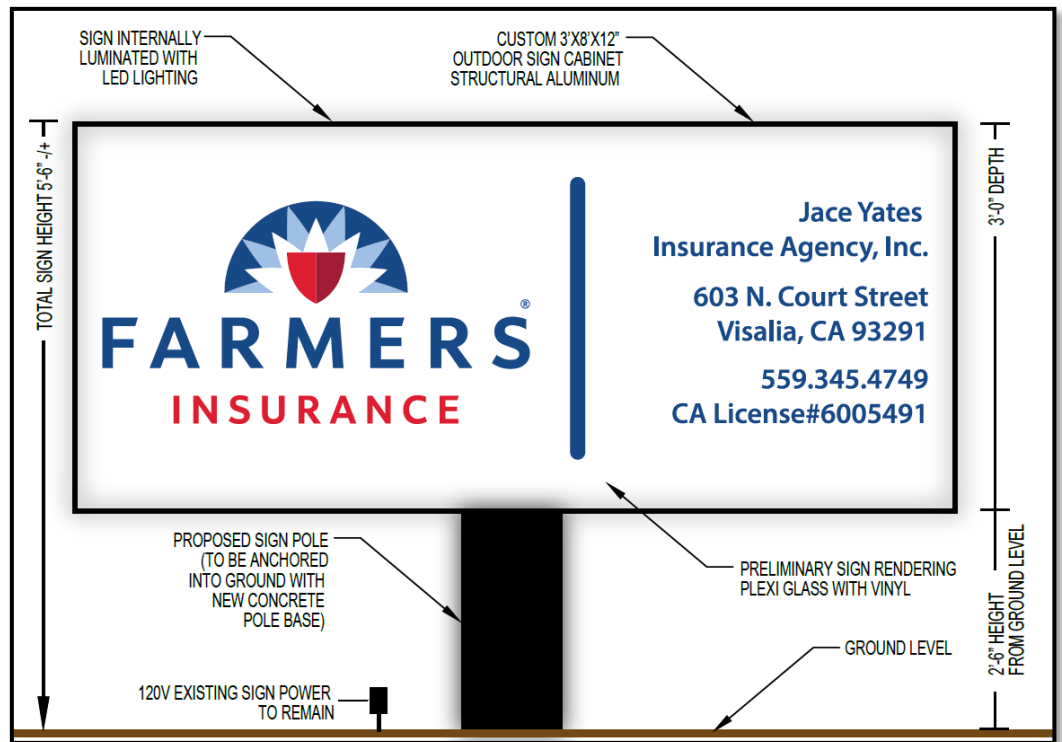 SIGN INTERNALLY
LUMINATED WITH
LED LIGHTING
CUSTOM 3'X8'X12"
OUTDOOR SIGN CABINET
STRUCTURAL ALUMINUM
TOTAL SIGN HEIGHT 5'-6" -/+
3'-0" DEPTH
FARMERS®
INSURANCE
Jace Yates
Insurance Agency, Inc.
603 N. Court Street
Visalia, CA 93291
559.345.4749
CA License#6005491
PROPOSED SIGN POLE
(TO BE ANCHORED
INTO GROUND WITH
NEW CONCRETE
POLE BASE)
PRELIMINARY SIGN RENDERING
PLEXI GLASS WITH VINYL
2'-6" HEIGHT
FROM GROUND LEVEL
GROUND LEVEL
120V EXISTING SIGN POWER
TO REMAIN